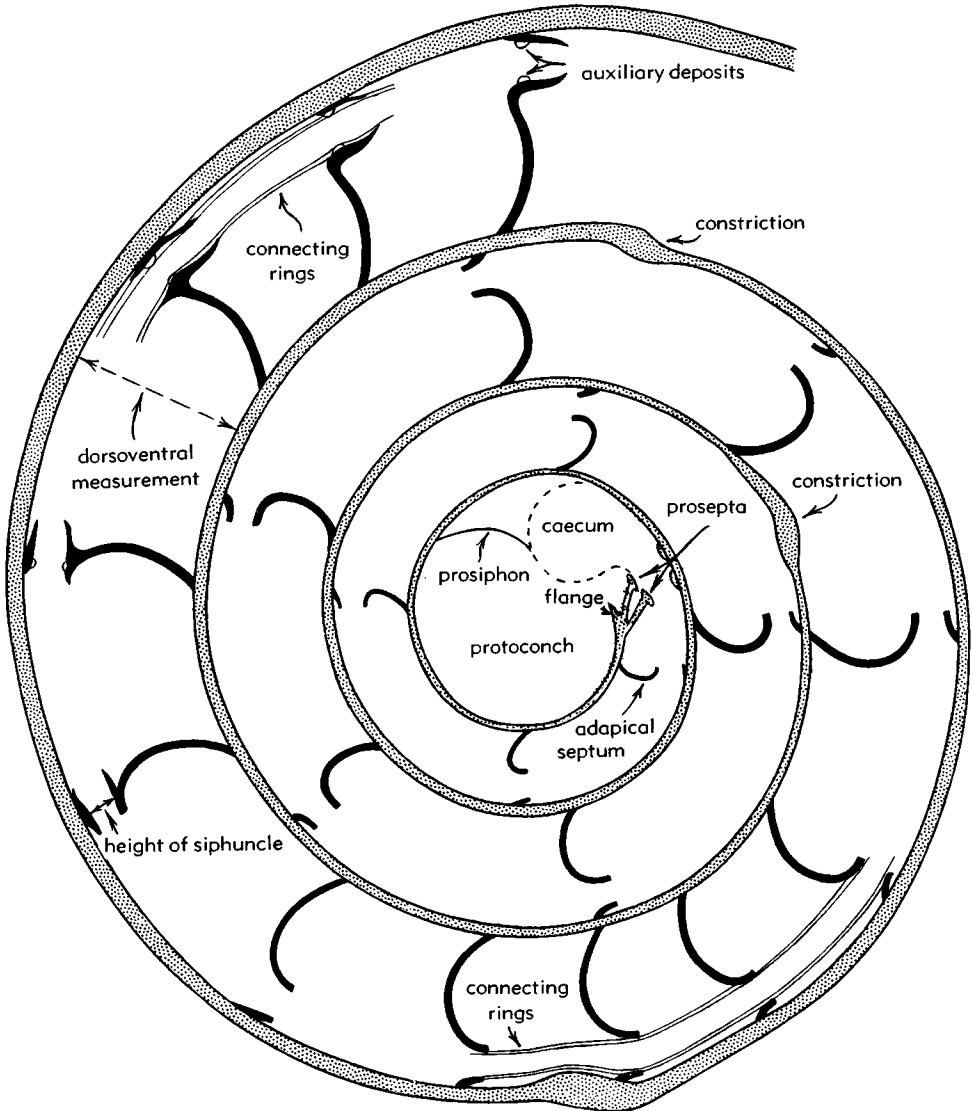 auxiliary deposits
constriction
connecting
rings
dorsoventral
measurement
constriction
prosepta
caecum
prosiphon
flange
protoconch
adapical
septum
height of siphuncle
connecting
rings